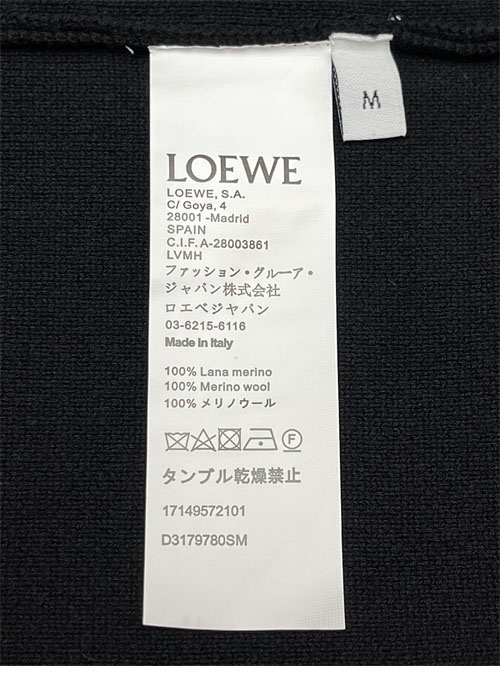 M
LOEWE
LOEWE, S.A.
C/ Goya, 4
28001 -Madrid
SPAIN
C.I.F. A-28003861
LVMH
ファッション・グルーア・
ジャパン株式会社
ロエベジャパン
03-6215-6116
Made in Italy
100% Lana merino
100% Merino wool
100% メリノウール
F
タンブル乾燥禁止
17149572101
D3179780SM